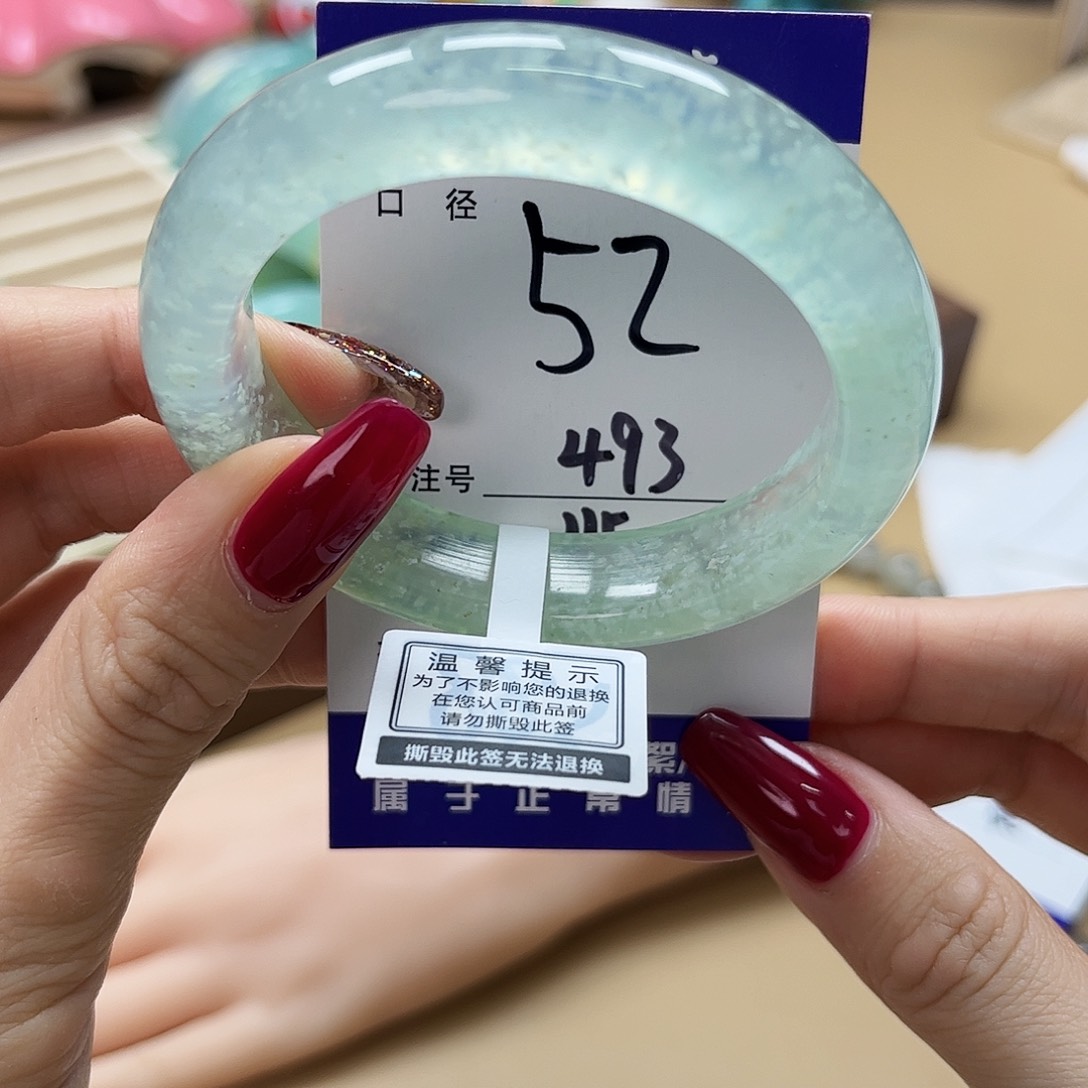 口 径 52
注号 493
温馨提示
为了不影响您的退换
在您认可商品前
请勿撕毁此签
撕毁此签无法退换
絮
属于正常情